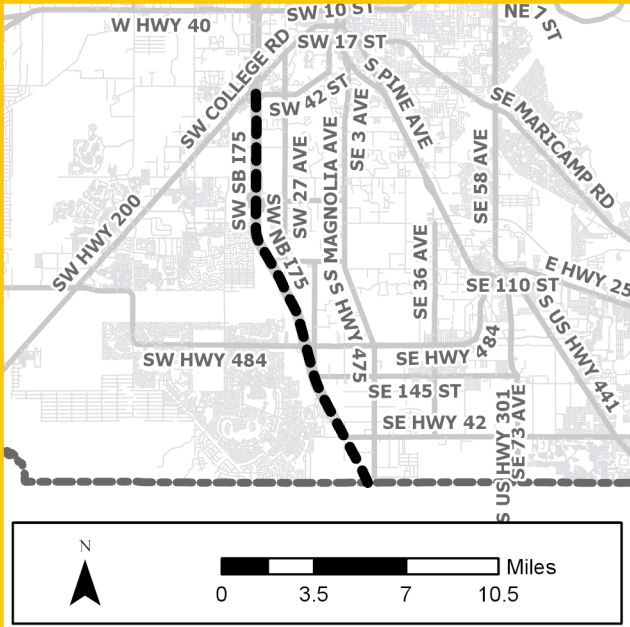 SW 10 ST
NE 7 ST
W HWY 40
SW 17 ST
SW COLLEGE RD
S PINE AVE
SW 42 ST
SE MARICAMP RD
SE 3 AVE
SW SB I75
SW 27 AVE
S MAGNOLIA AVE
SE 58 AVE
SW HWY 200
SW NB I75
SE 36 AVE
E HWY 25
SE 110 ST
S S HWY 475
S US HWY 441
SW HWY 484
SE HWY 484
SE 145 ST
SE HWY 42
S US HWY 301
SE 73 AVE
N
Miles
0 3.5 7 10.5